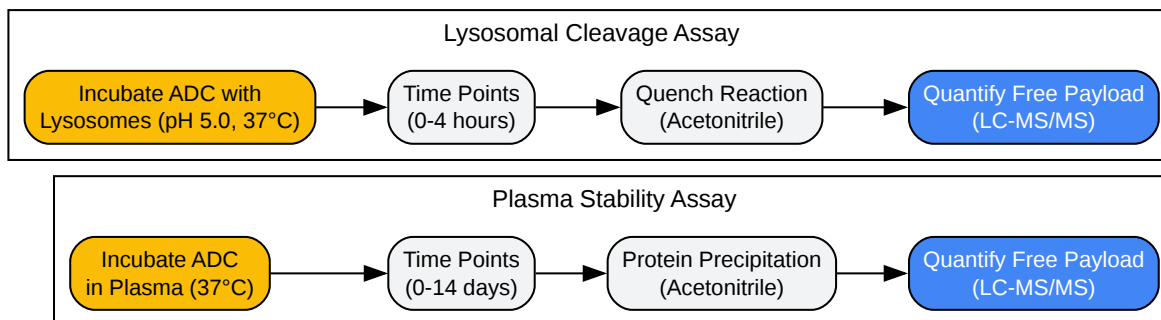 Lysosomal Cleavage Assay
Incubate ADC with
Lysosomes (pH 5.0, 37°C)
Time Points
(0-4 hours)
Quench Reaction
(Acetonitrile)
Quantify Free Payload
(LC-MS/MS)
Plasma Stability Assay
Incubate ADC
in Plasma (37°C)
Time Points
(0-14 days)
Protein Precipitation
(Acetonitrile)
Quantify Free Payload
(LC-MS/MS)